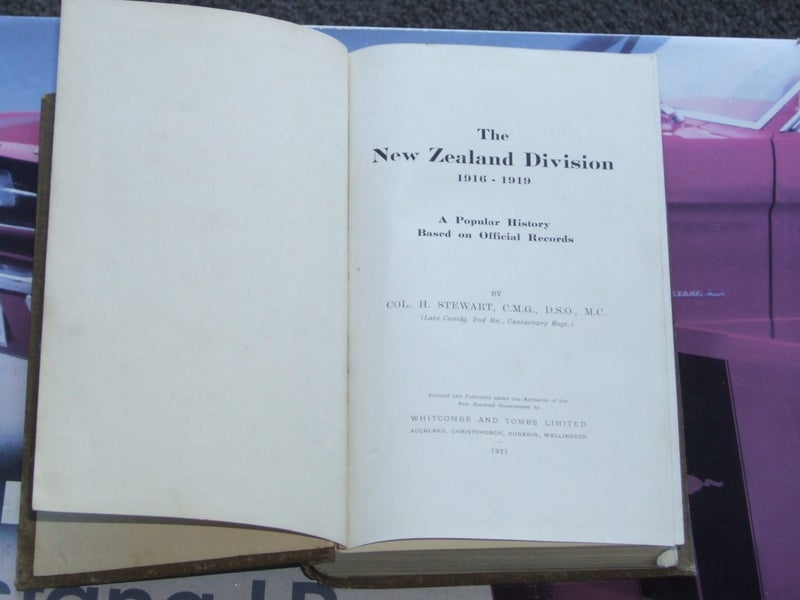 The
New Zealand Division
1916 - 1919
A Popular History
Based on Official Records
BY
COL. H. STEWART, C.M.G., D.S.O., M.C.
(Late Comdg. 2nd Bn., Canterbury Regt.)
Printed and Published under the Authority of the
New Zealand Government by
WHITCOMBE AND TOMBS LIMITED
AUCKLAND, CHRISTCHURCH, DUNEDIN, WELLINGTON
1921